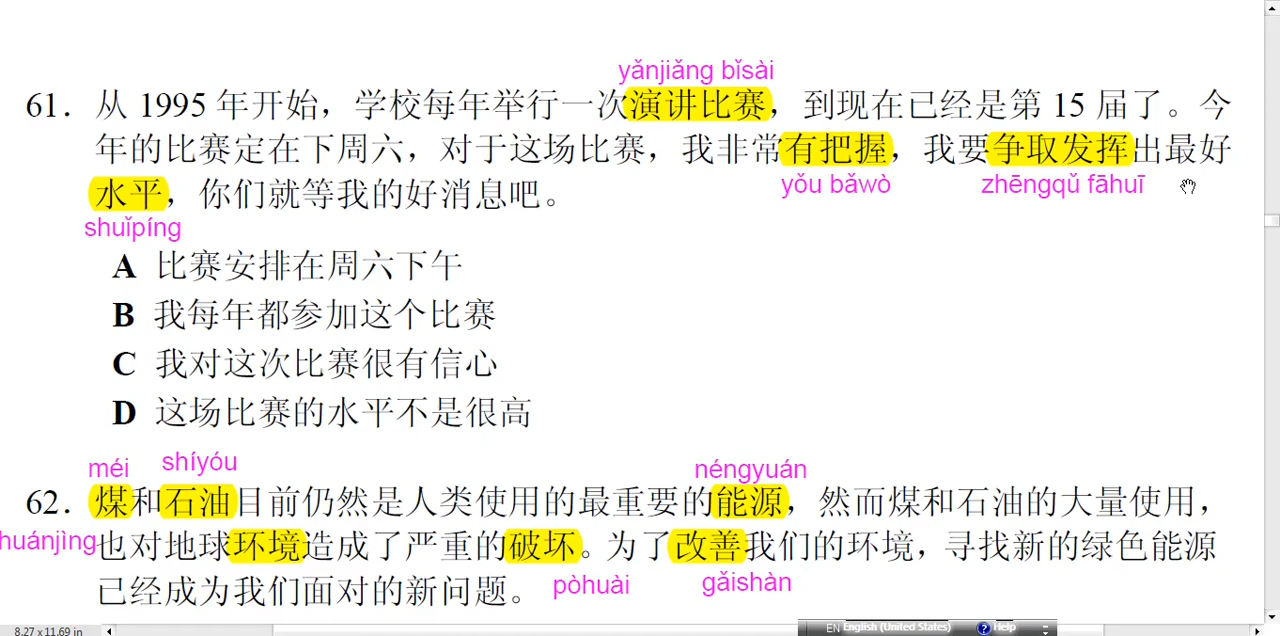 yǎnjiǎng bǐsài
61．从 1995 年开始，学校每年举行一次演讲比赛，到现在已经是第 15 届了。今
年的比赛定在下周六，对于这场比赛，我非常有把握，我要争取发挥出最好
yǒu bǎwò zhēngqǔ fāhuī
水平，你们就等我的好消息吧。
shuǐpíng
A 比赛安排在周六下午
B 我每年都参加这个比赛
C 我对这次比赛很有信心
D 这场比赛的水平不是很高
méi shíyóu néngyuán
62．煤和石油目前仍然是人类使用的最重要的能源，然而煤和石油的大量使用，
huánjìng也对地球环境造成了严重的破坏。为了改善我们的环境，寻找新的绿色能源
已经成为我们面对的新问题。 pòhuài gǎishàn
8.27 x 11.69 in EN English (United States) ? Help